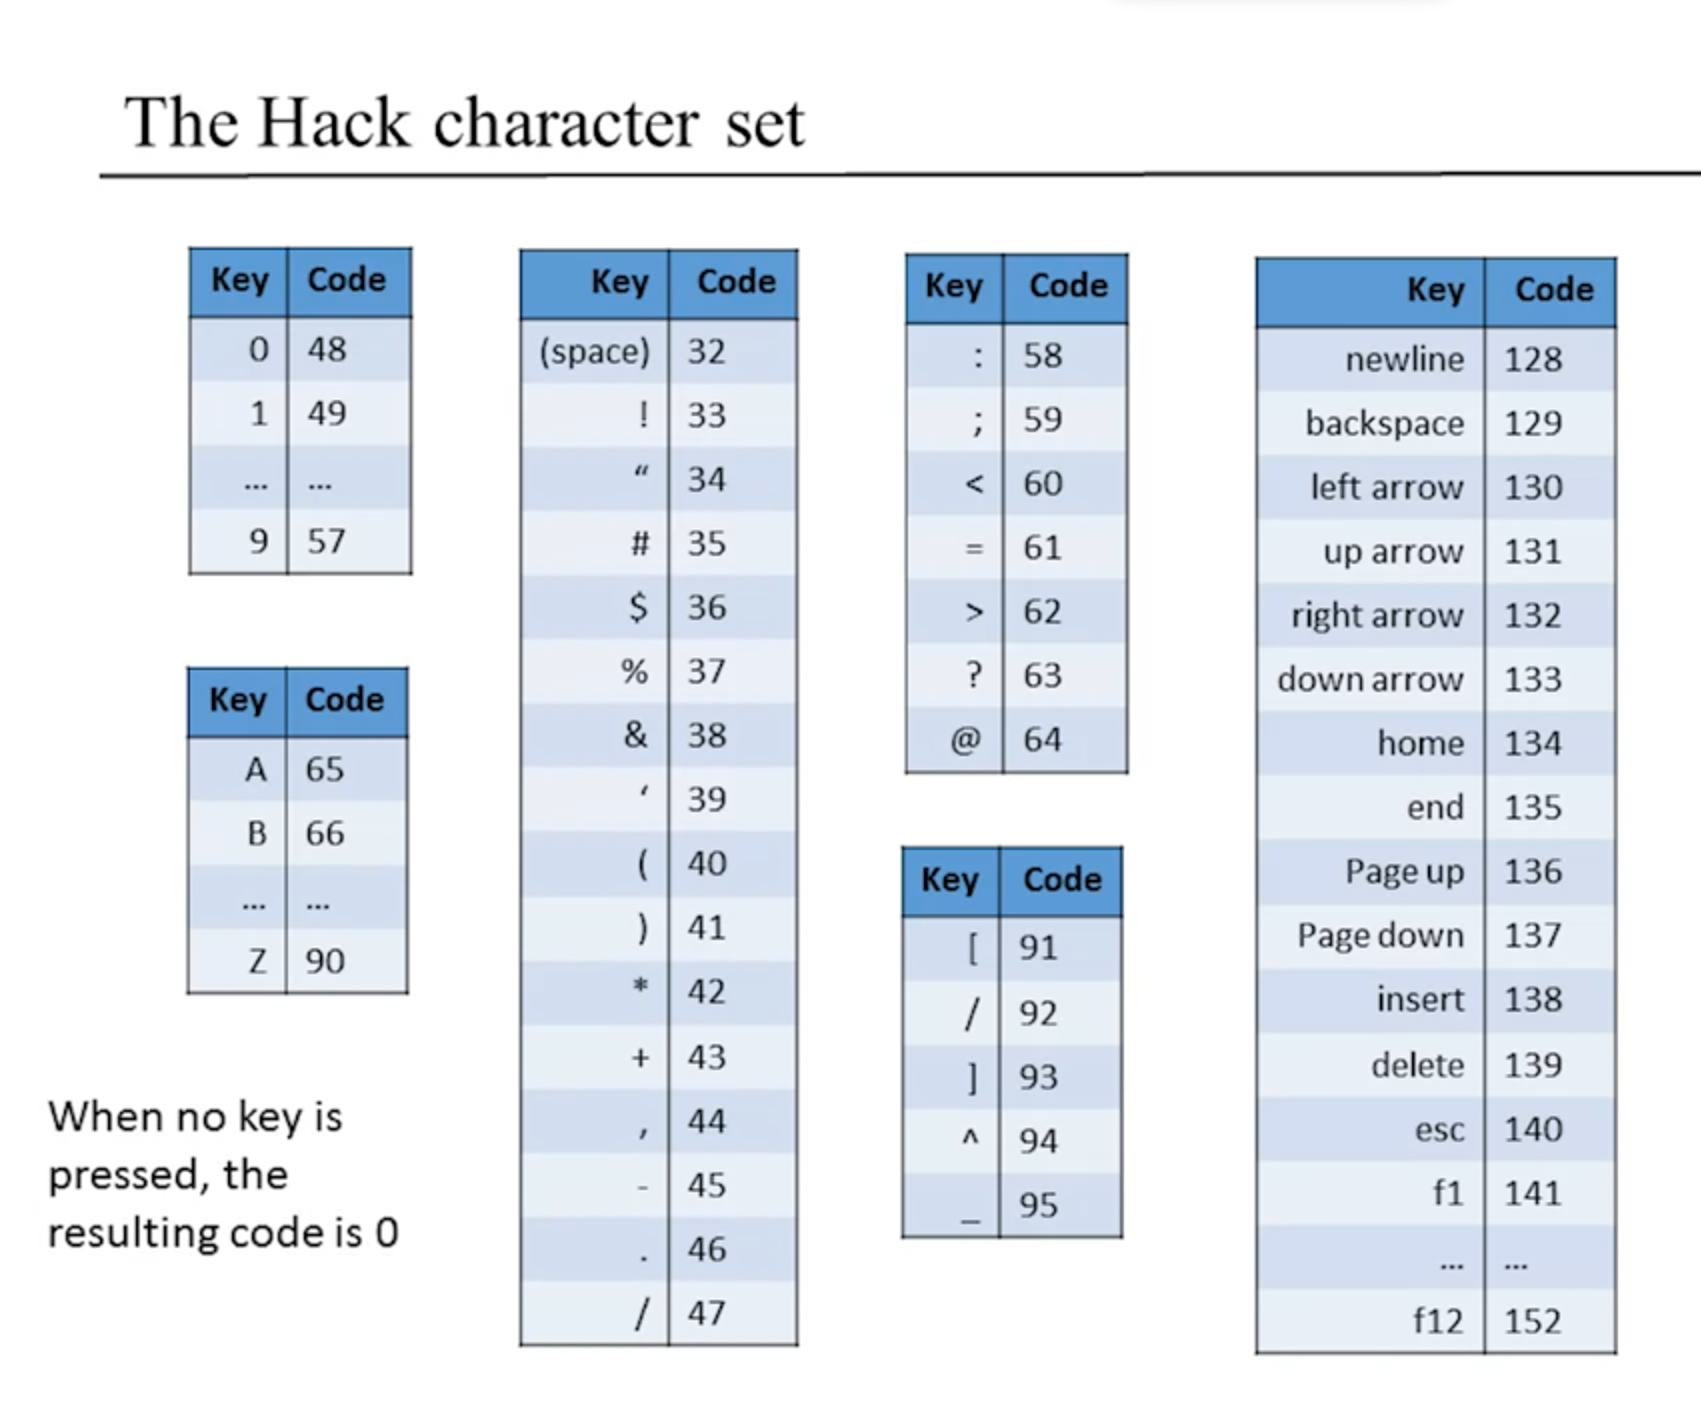 The Hack character set
Key Code
0 48
1 49
... ...
9 57
Key Code
A 65
B 66
... ...
Z 90
When no key is
pressed, the
resulting code is 0
Key Code
(space) 32
! 33
“ 34
# 35
$ 36
% 37
& 38
‘ 39
( 40
) 41
* 42
+ 43
, 44
- 45
. 46
/ 47
Key Code
: 58
; 59
< 60
= 61
> 62
? 63
@ 64
Key Code
[ 91
/ 92
] 93
^ 94
_ 95
Key Code
newline 128
backspace 129
left arrow 130
up arrow 131
right arrow 132
down arrow 133
home 134
end 135
Page up 136
Page down 137
insert 138
delete 139
esc 140
f1 141
... ...
f12 152